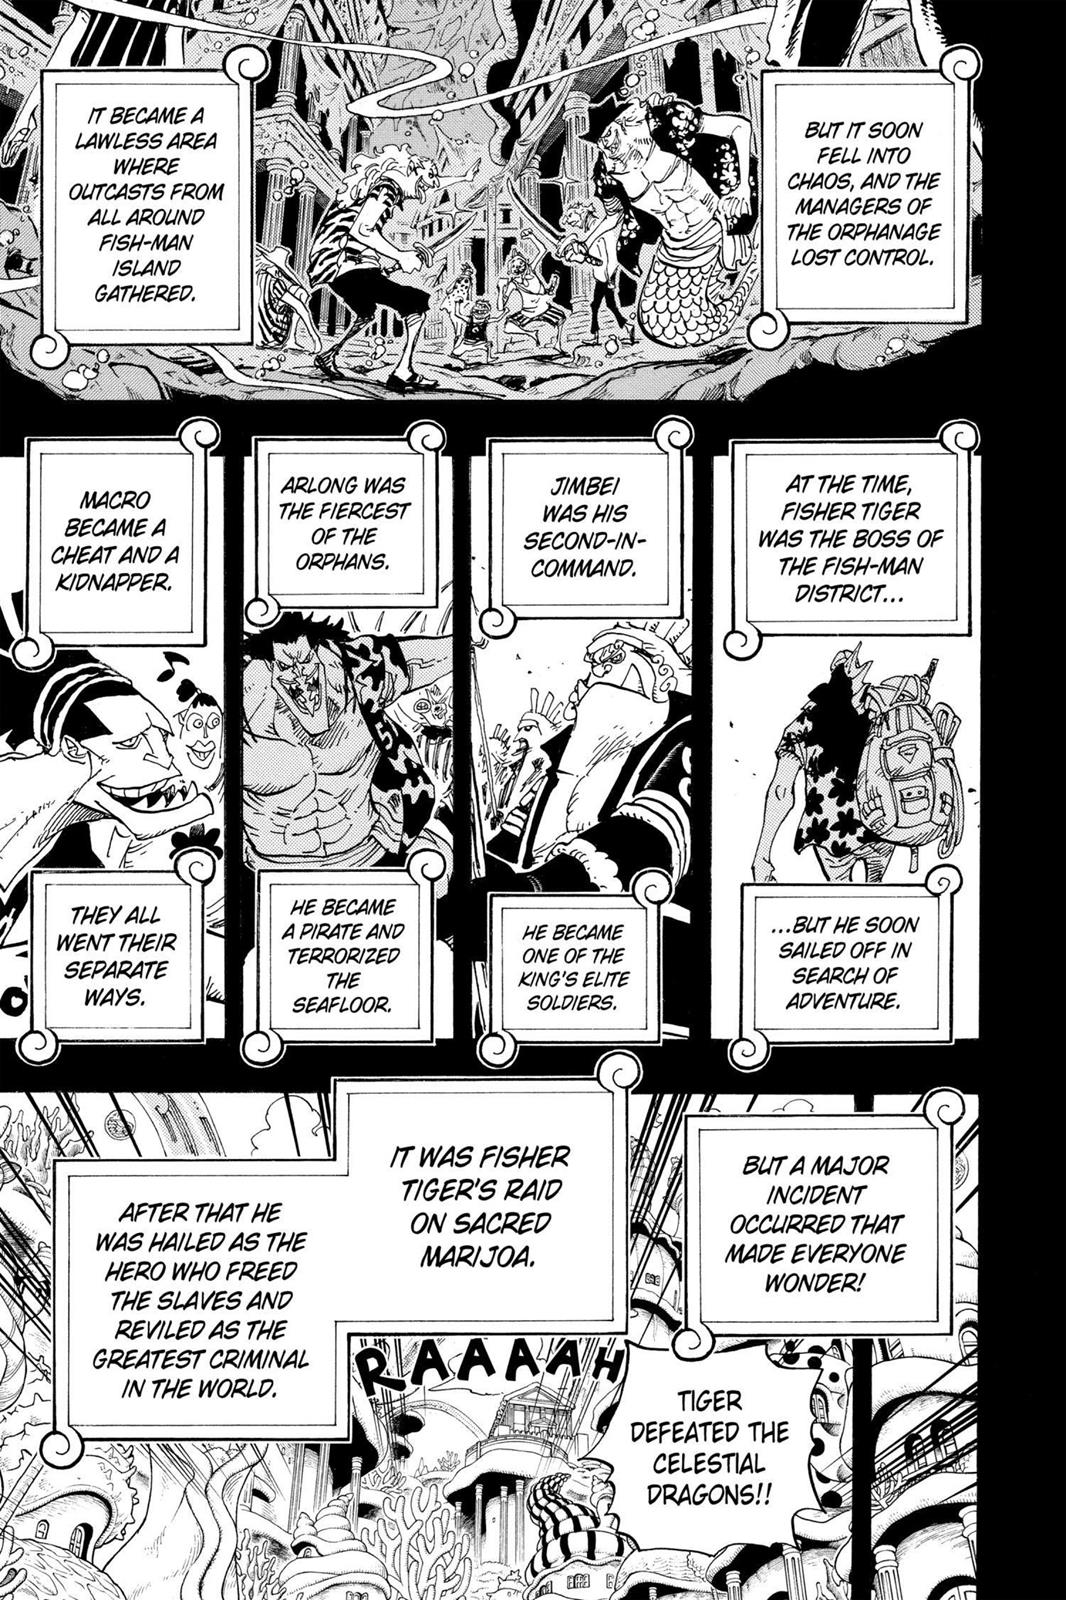 BUT IT SOON
FELL INTO
CHAOS, AND THE
MANAGERS OF
THE ORPHANAGE
LOST CONTROL.
IT BECAME A
LAWLESS AREA
WHERE
OUTCASTS FROM
ALL AROUND
FISH-MAN
ISLAND
GATHERED.
AT THE TIME,
FISHER TIGER
WAS THE BOSS OF
THE FISH-MAN
DISTRICT...
...BUT HE SOON
SAILED OFF IN
SEARCH OF
ADVENTURE.
JIMBEI
WAS HIS
SECOND-IN-
COMMAND.
HE BECAME
ONE OF THE
KING'S ELITE
SOLDIERS.
ARLONG WAS
THE FIERCEST
OF THE
ORPHANS.
5
HE BECAME
A PIRATE AND
TERRORIZED
THE
SEAFLOOR.
MACRO
BECAME A
CHEAT AND A
KIDNAPPER.
THEY ALL
WENT THEIR
SEPARATE
WAYS.
BUT A MAJOR
INCIDENT
OCCURRED THAT
MADE EVERYONE
WONDER!
IT WAS FISHER
TIGER'S RAID
ON SACRED
MARIJOA.
AFTER THAT HE
WAS HAILED AS THE
HERO WHO FREED
THE SLAVES AND
REVILED AS THE
GREATEST CRIMINAL
IN THE WORLD.
TIGER
DEFEATED THE
CELESTIAL
DRAGONS!!
RAAAAH